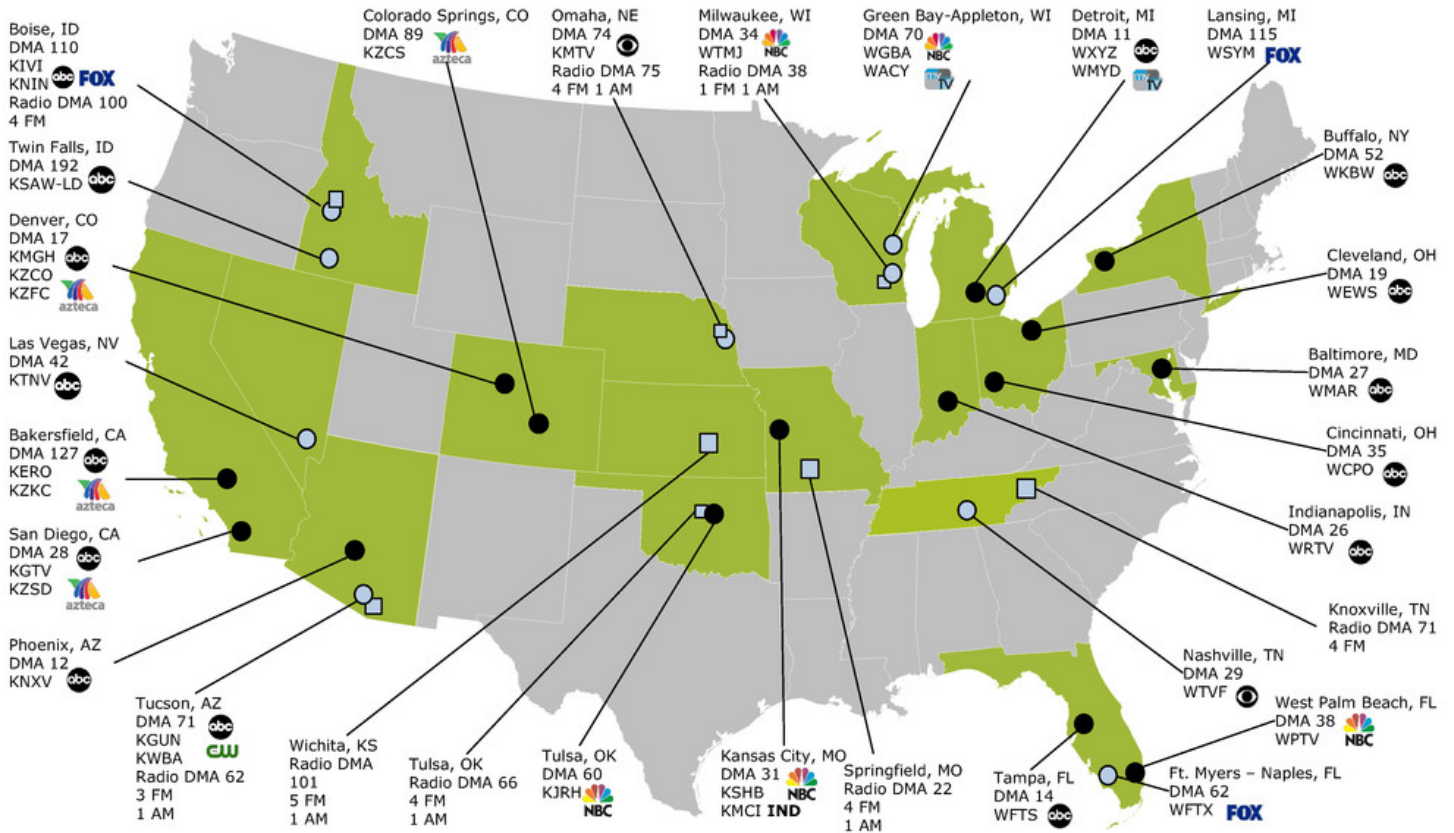 Boise, ID
DMA 110
KIVI
KNIN abc FOX
Radio DMA 100
4 FM
Twin Falls, ID
DMA 192
KSAW-LD abc
Denver, CO
DMA 17
KMGH abc
KZCO
KZFC
azteca
Las Vegas, NV
DMA 42
KTNV abc
Bakersfield, CA
DMA 127 abc
KERO
KZKC
azteca
San Diego, CA
DMA 28 abc
KGTV
KZSD
azteca
Phoenix, AZ
DMA 12
KNXV abc
Tucson, AZ
DMA 71 abc
KGUN
KWBA CW
Radio DMA 62
3 FM
1 AM
Colorado Springs, CO
DMA 89
KZCS
azteca
Omaha, NE
DMA 74
KMTV
Radio DMA 75
4 FM 1 AM
Milwaukee, WI
DMA 34
WTMJ NBC
Radio DMA 38
1 FM 1 AM
Green Bay-Appleton, WI
DMA 70
WGBA NBC
WACY
my TV
Detroit, MI
DMA 11
WXYZ abc
WMYD
my TV
Lansing, MI
DMA 115
WSYM FOX
Buffalo, NY
DMA 52
WKBW abc
Cleveland, OH
DMA 19
WEWS abc
Baltimore, MD
DMA 27
WMAR abc
Cincinnati, OH
DMA 35
WCPO abc
Indianapolis, IN
DMA 26
WRTV abc
Knoxville, TN
Radio DMA 71
4 FM
Nashville, TN
DMA 29
WTVF
West Palm Beach, FL
DMA 38
WPTV NBC
Ft. Myers – Naples, FL
DMA 62
WFTX FOX
Tampa, FL
DMA 14
WFTS abc
Wichita, KS
Radio DMA
101
5 FM
1 AM
Tulsa, OK
Radio DMA 66
4 FM
1 AM
Tulsa, OK
DMA 60
KJRH NBC
Kansas City, MO
DMA 31
KSHB NBC
KMCI IND
Springfield, MO
Radio DMA 22
4 FM
1 AM